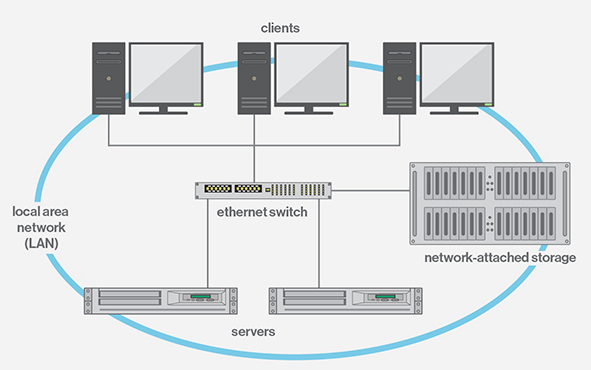 clients
local area
network
(LAN)
ethernet switch
network-attached storage
servers